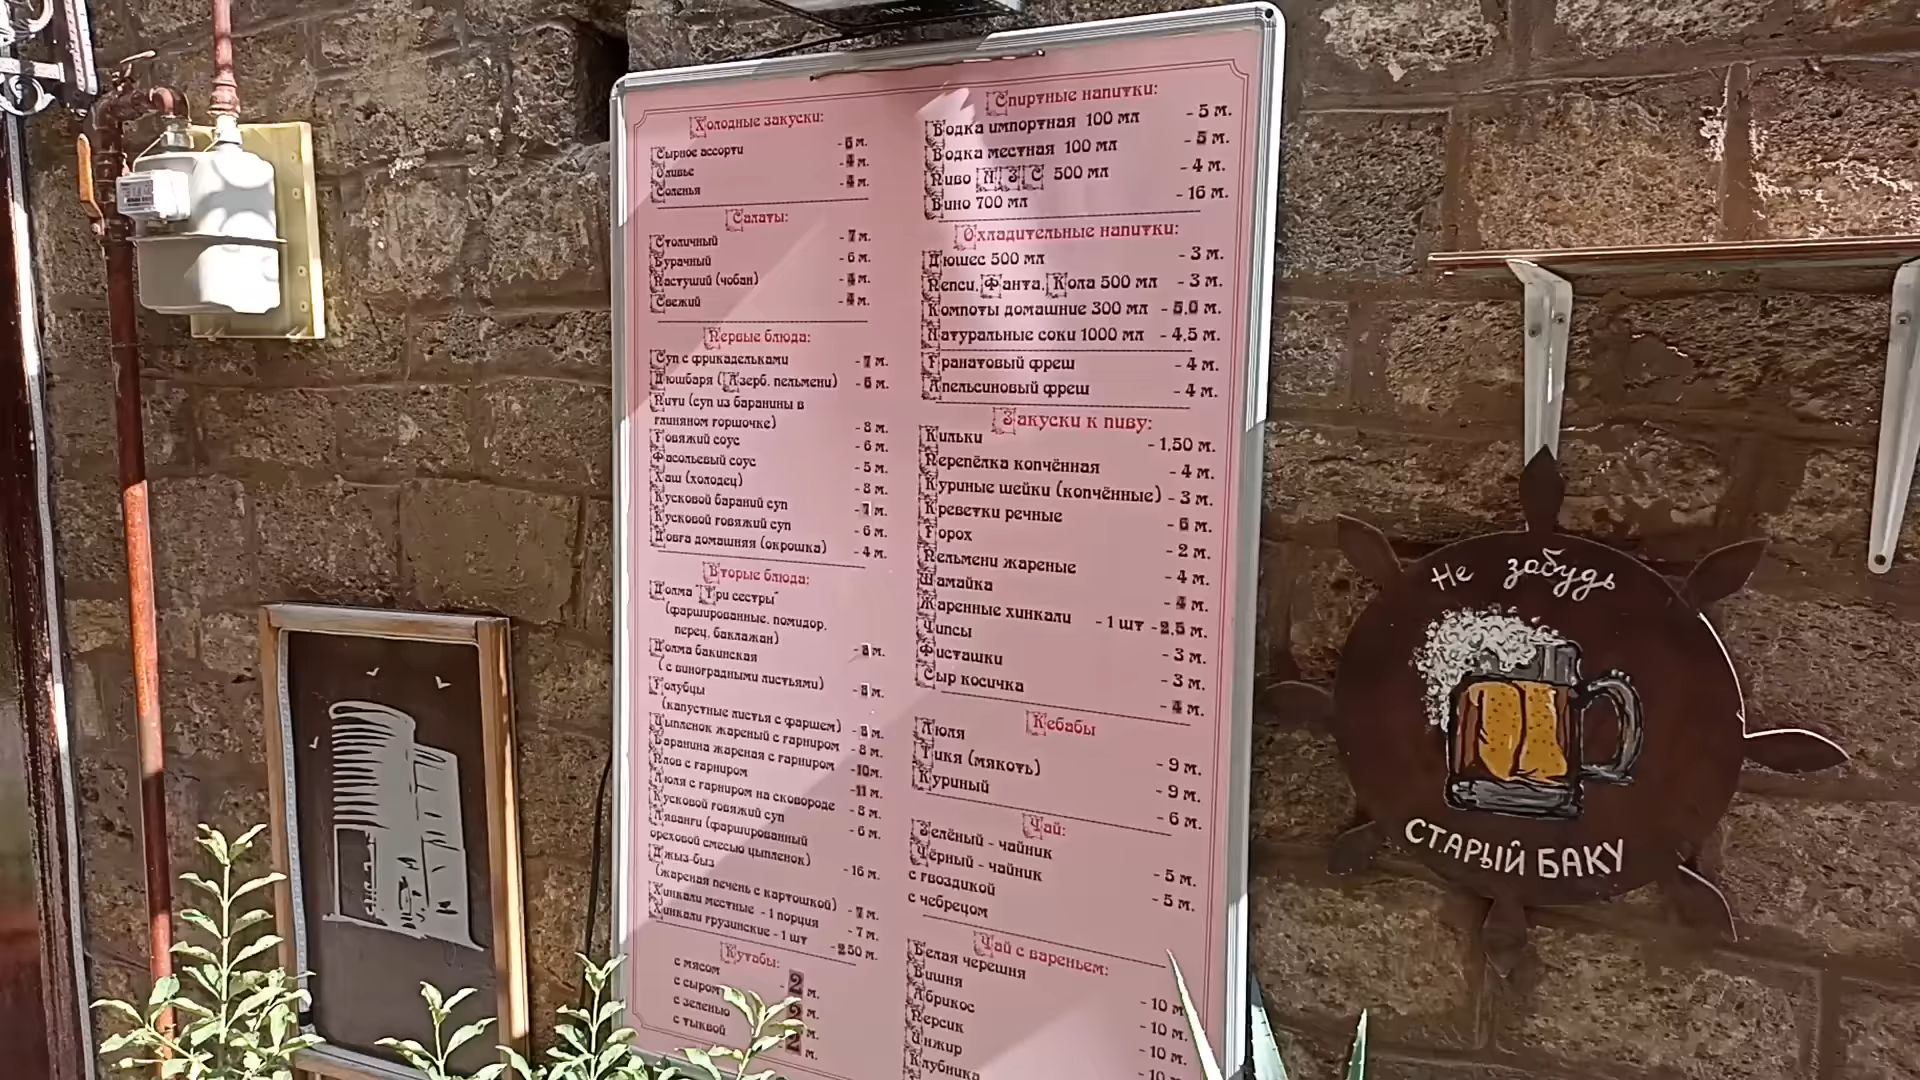 Холодные закуски:
Сырное ассорти - 6 м.
Оливье - 4 м.
Соленья - 4 м.
Салаты:
Столичный - 7 м.
Бурачный - 6 м.
Пастуший (чобан) - 4 м.
Свежий - 4 м.
Первые блюда:
Суп с фрикадельками - 7 м.
Дюшбаря (Азерб. пельмени) - 6 м.
Пити (суп из баранины в
глиняном горшочке) - 8 м.
Говяжий соус - 6 м.
Фасольевый соус - 5 м.
Хаш (холодец) - 8 м.
Кусковой бараний суп - 7 м.
Кусковой говяжий суп - 6 м.
Довга домашняя (окрошка) - 4 м.
Вторые блюда:
Долма "Три сестры"
(фаршированные, помидор,
перец, баклажан) - 8 м.
Долма бакинская
(с виноградными листьями) - 8 м.
Голубцы
(капустные листья с фаршем) - 8 м.
Цыпленок жареный с гарниром - 8 м.
Баранина жареная с гарниром - 10 м.
Плов с гарниром - 11 м.
Люля с гарниром на сковороде - 8 м.
Кусковой говяжий суп - 6 м.
Лявянги (фаршированный
ореховой смесью цыпленок) - 16 м.
Джыз-быз
(жареная печень с картошкой) - 7 м.
Хинкали местные - 1 порция - 7 м.
Хинкали грузинские - 1 шт - 2.50 м.
Кутабы:
с мясом - 2 м.
с сыром 2 м.
с зеленью м.
с тыквой 2 м.
Спиртные напитки:
Водка импортная 100 мл - 5 м.
Водка местная 100 мл - 5 м.
Пиво НЗС 500 мл - 4 м.
Вино 700 мл - 16 м.
Охладительные напитки:
Дюшес 500 мл - 3 м.
Пепси, Фанта, Кола 500 мл - 3 м.
Компоты домашние 300 мл - 5,0 м.
Натуральные соки 1000 мл - 4,5 м.
Гранатовый фреш - 4 м.
Апельсиновый фреш - 4 м.
Закуски к пиву:
Кильки - 1,50 м.
Перепёлка копчённая - 4 м.
Куриные шейки (копчённые) - 3 м.
Креветки речные - 6 м.
Горох - 2 м.
Пельмени жареные - 4 м.
Шамайка - 4 м.
Жаренные хинкали - 1 шт - 2,5 м.
Чипсы - 3 м.
Фисташки - 3 м.
Сыр косичка - 4 м.
Кебабы
Люля - 9 м.
Тикя (мякоть) - 9 м.
Куриный - 6 м.
Чай:
Зелёный - чайник - 5 м.
Чёрный - чайник - 5 м.
с гвоздикой
с чебрецом
Чай с вареньем:
Белая черешня - 10 м.
Вишня - 10 м.
Абрикос - 10 м.
Персик - 10
Инжир
Клубника
Не забудь
СТАРЫЙ БАКУ